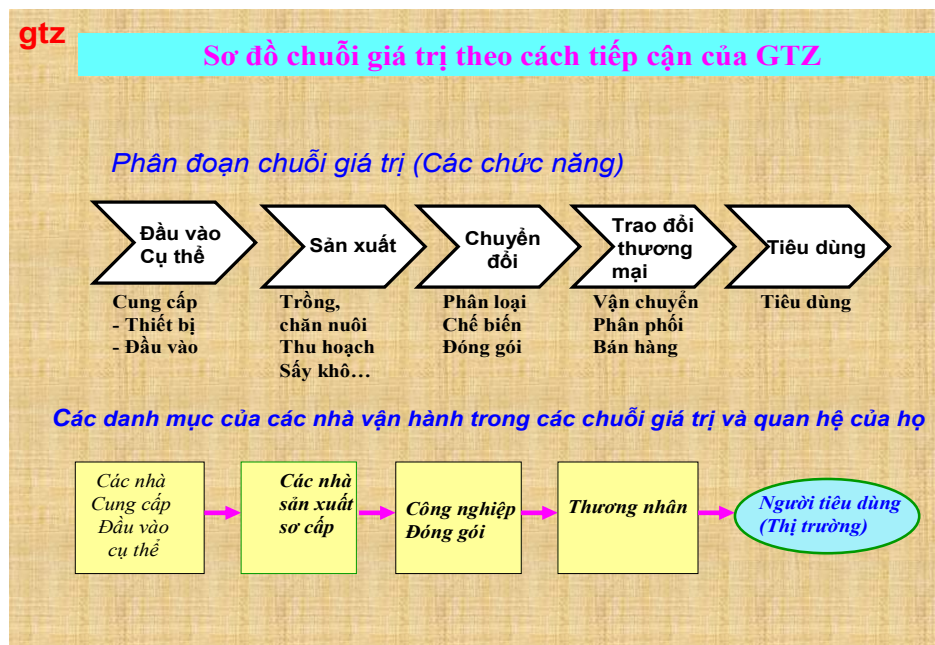 gtz
Sơ đồ chuỗi giá trị theo cách tiếp cận của GTZ
Phân đoạn chuỗi giá trị (Các chức năng)
Đầu vào
Cụ thể
Sản xuất
Chuyển
đổi
Trao đổi
thương
mại
Tiêu dùng
Cung cấp
- Thiết bị
- Đầu vào
Trồng,
chăn nuôi
Thu hoạch
Sấy khô…
Phân loại
Chế biến
Đóng gói
Vận chuyển
Phân phối
Bán hàng
Tiêu dùng
Các danh mục của các nhà vận hành trong các chuỗi giá trị và quan hệ của họ
Các nhà
Cung cấp
Đầu vào
cụ thể
Các nhà
sản xuất
sơ cấp
Công nghiệp
Đóng gói
Thương nhân
Người tiêu dùng
(Thị trường)